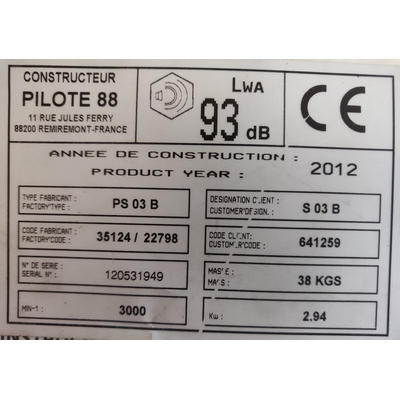 CONSTRUCTEUR
PILOTE 88
11 RUE JULES FERRY
88200 REMIREMONT-FRANCE
LWA
93 dB
CE
ANNEE DE CONSTRUCTION :
PRODUCT YEAR :
2012
TYPE FABRICANT :
FACTORY TYPE :
PS 03 B
DESIGNATION CLIENT :
CUSTOMER DESIGN. :
S 03 B
CODE FABRICANT :
FACTORY CODE :
35124 / 22798
CODE CLIENT :
CUSTOMER CODE :
641259
N° DE SERIE :
SERIAL N° :
120531949
MASSE :
MASS :
38 KGS
MIN-1 :
3000
Kw :
2.94